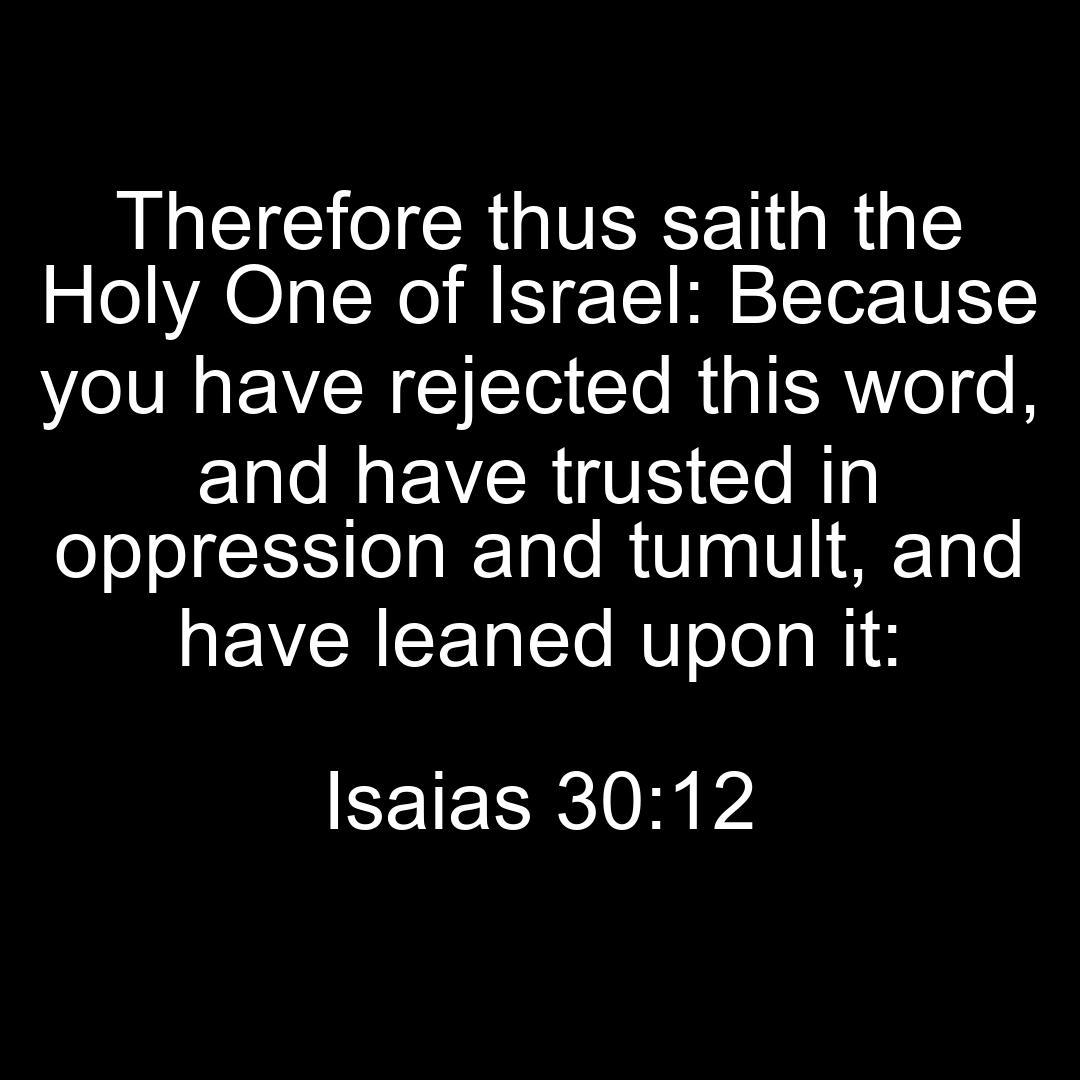 Therefore thus saith the
Holy One of Israel: Because
you have rejected this word,
and have trusted in
oppression and tumult, and
have leaned upon it:
Isaias 30:12